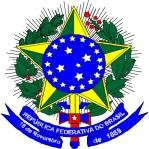 REPÚBLICA FEDERATIVA DO BRASIL
15 de Novembro de 1889